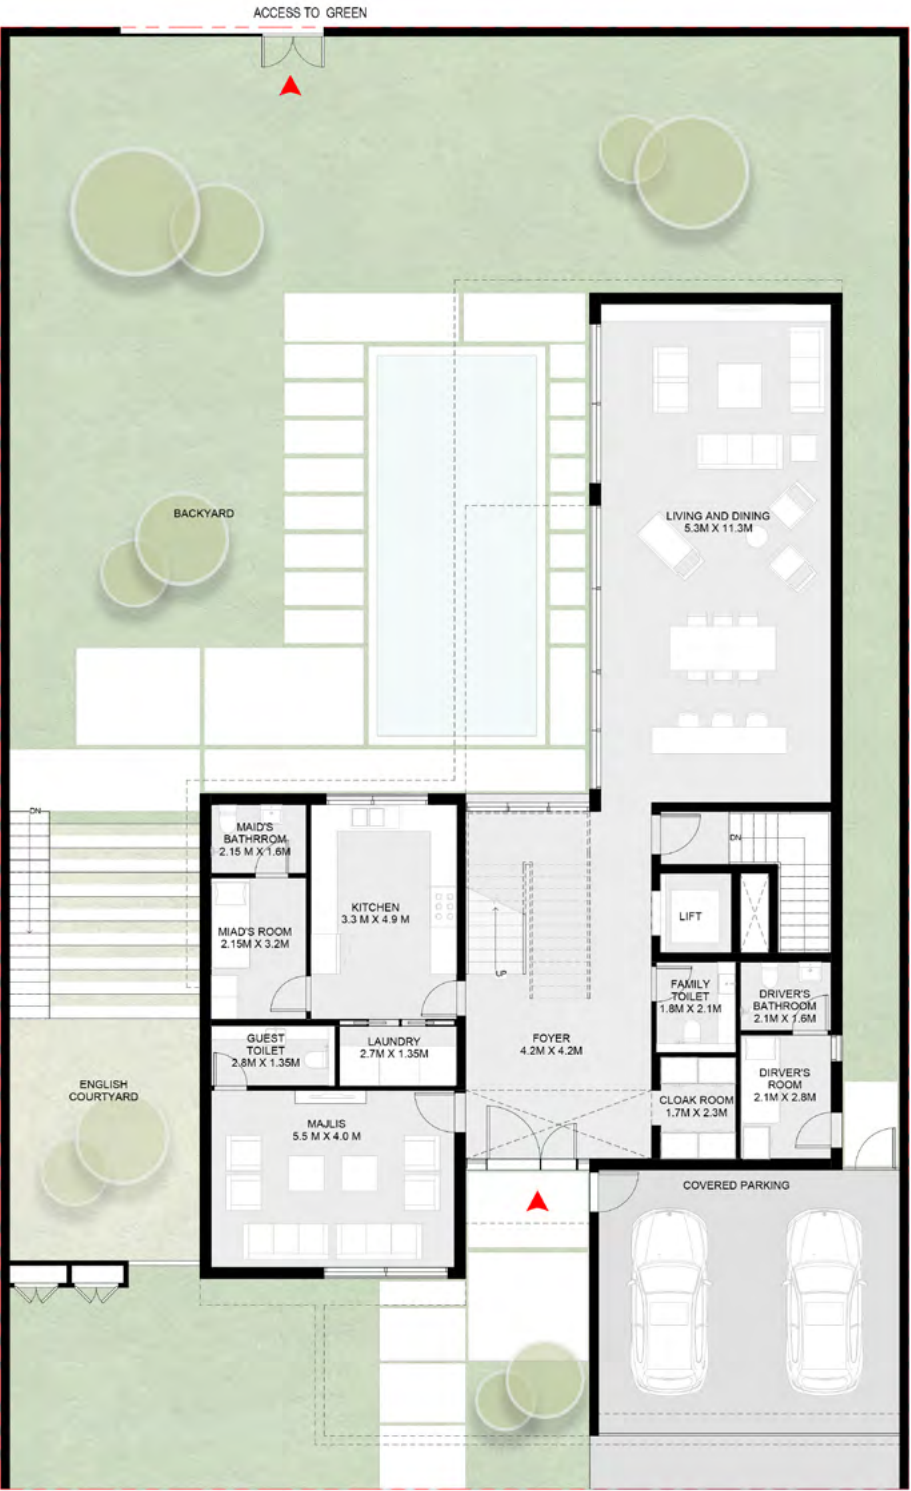 ACCESS TO GREEN
BACKYARD
LIVING AND DINING
5.3M X 11.3M
DN
MAID'S
BATHRROM
2.15 M X 1.6M
DN
KITCHEN
3.3 M X 4.9 M
LIFT
MIAD'S ROOM
2.15M X 3.2M
UP
FAMILY
TOILET
1.8M X 2.1M
DRIVER'S
BATHROOM
2.1M X 1.6M
GUEST
TOILET
2.8M X 1.35M
LAUNDRY
2.7M X 1.35M
FOYER
4.2M X 4.2M
ENGLISH
COURTYARD
DIRVER'S
ROOM
2.1M X 2.8M
CLOAK ROOM
1.7M X 2.3M
MAJLIS
5.5 M X 4.0 M
COVERED PARKING